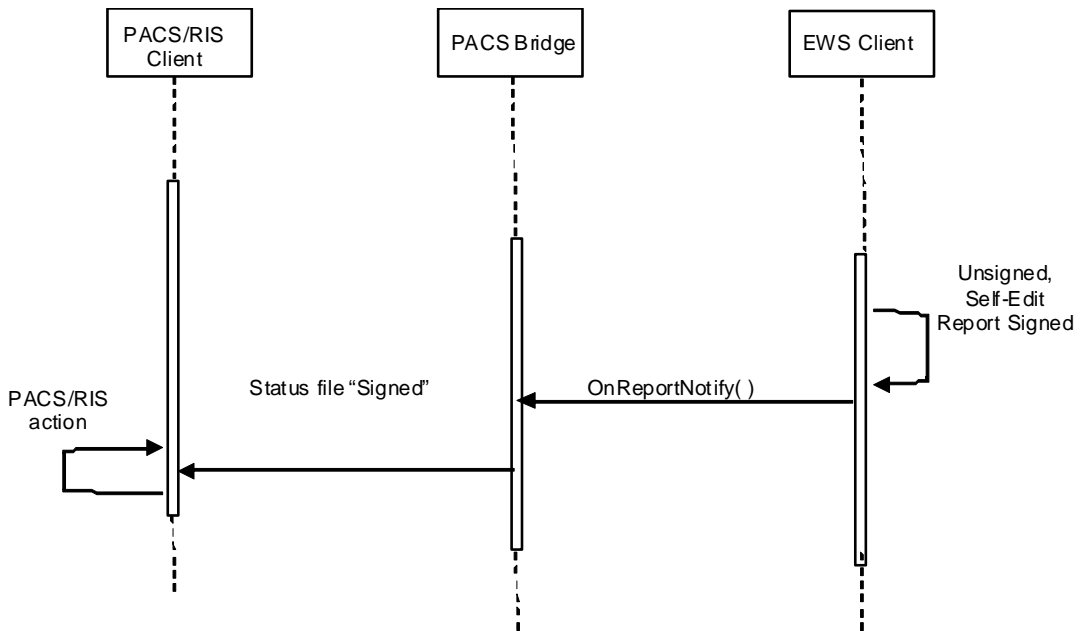 PACS/RIS
Client
PACS Bridge
EWS Client
Unsigned,
Self-Edit
Report Signed
Status file “Signed”
OnReportNotify( )
PACS/RIS
action